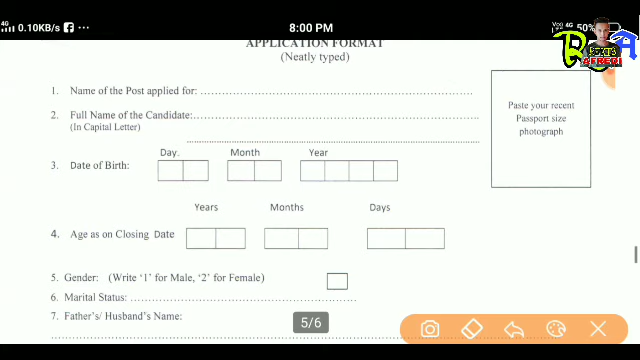 4G
0.10KB/s
8:00 PM
4G
50%
APPLICATION FORMAT
(Neatly typed)
1. Name of the Post applied for: ........................................................................
2. Full Name of the Candidate:........................................................................
(In Capital Letter)
........................................................................
Paste your recent
Passport size
photograph
Day. Month Year
3. Date of Birth:
Years Months Days
4. Age as on Closing Date
5. Gender: (Write ‘1’ for Male, ‘2’ for Female)
6. Marital Status: ............................................................
7. Father’s/ Husband’s Name:
5/6